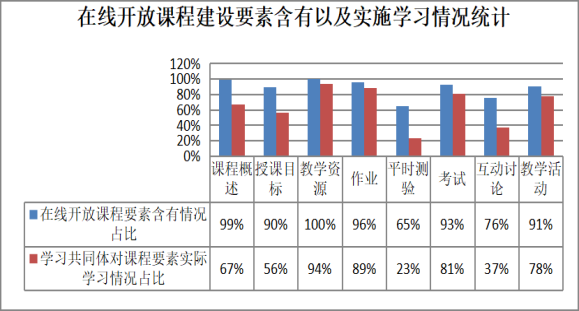 在线开放课程建设要素含有以及实施学习情况统计
120%
100%
80%
60%
40%
20%
0%
课程概述 授课目标 教学资源 作业 平时测验 考试 互动讨论 教学活动
在线开放课程要素含有情况占比 99% 90% 100% 96% 65% 93% 76% 91%
学习共同体对课程要素实际学习情况占比 67% 56% 94% 89% 23% 81% 37% 78%